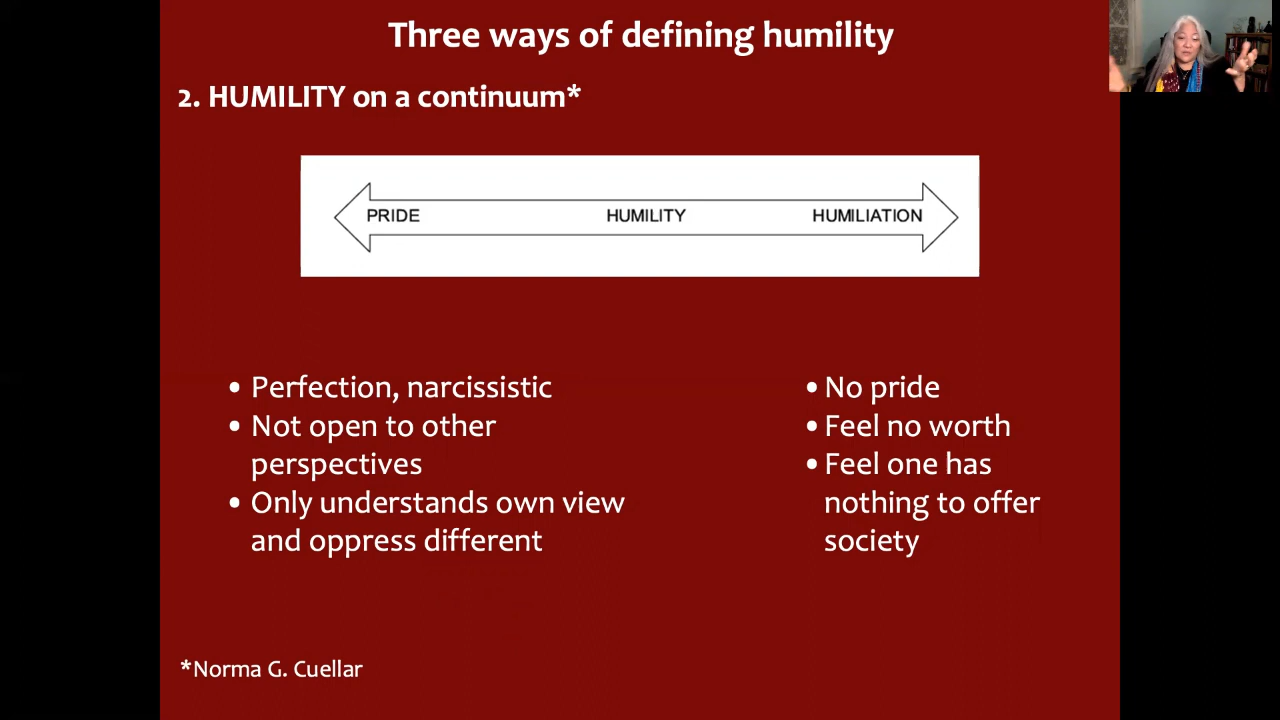 Three ways of defining humility
2. HUMILITY on a continuum*
PRIDE HUMILITY HUMILIATION
• Perfection, narcissistic
• Not open to other
perspectives
• Only understands own view
and oppress different
• No pride
• Feel no worth
• Feel one has
nothing to offer
society
*Norma G. Cuellar